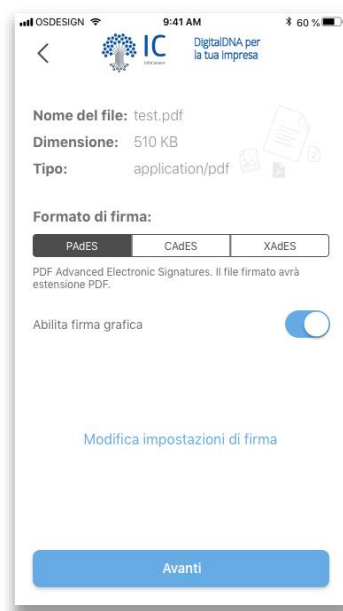 OSDESIGN 9:41 AM 60 %
IC DigitalDNA per
InfoCamere la tua impresa
Nome del file: test.pdf
Dimensione: 510 KB
Tipo: application/pdf
Formato di firma:
PAdES CAdES XAdES
PDF Advanced Electronic Signatures. Il file firmato avrà
estensione PDF.
Abilita firma grafica
Modifica impostazioni di firma
Avanti